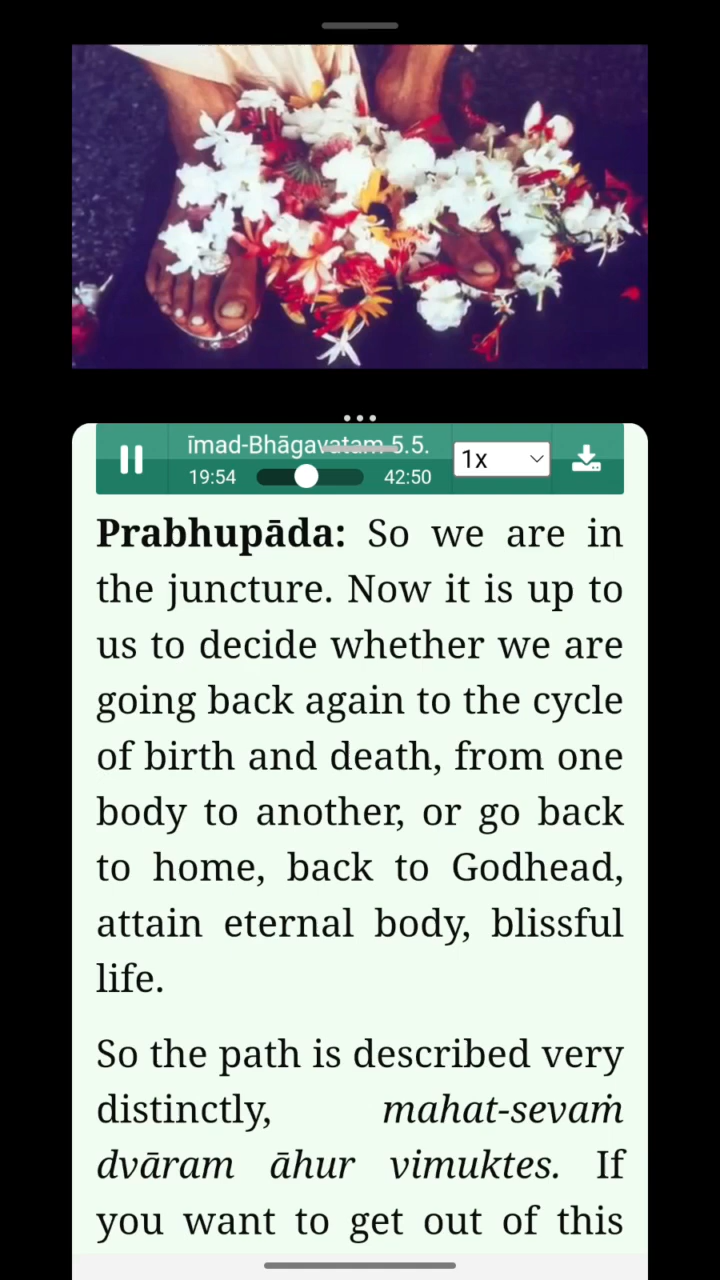 īmad-Bhāgavatam 5.5.
19:54
42:50
1x
Prabhupāda: So we are in
the juncture. Now it is up to
us to decide whether we are
going back again to the cycle
of birth and death, from one
body to another, or go back
to home, back to Godhead,
attain eternal body, blissful
life.
So the path is described very
distinctly, mahat-sevaṁ
dvāram āhur vimuktes. If
you want to get out of this